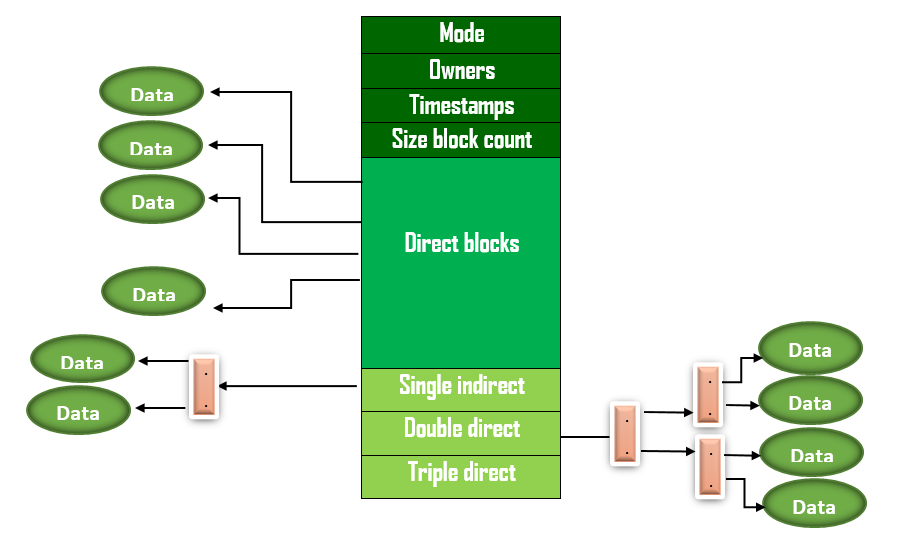 Mode
Owners
Timestamps
Size block count
Direct blocks
Single indirect
Double direct
Triple direct
Data
Data
Data
Data
Data
Data
Data
Data
Data
Data